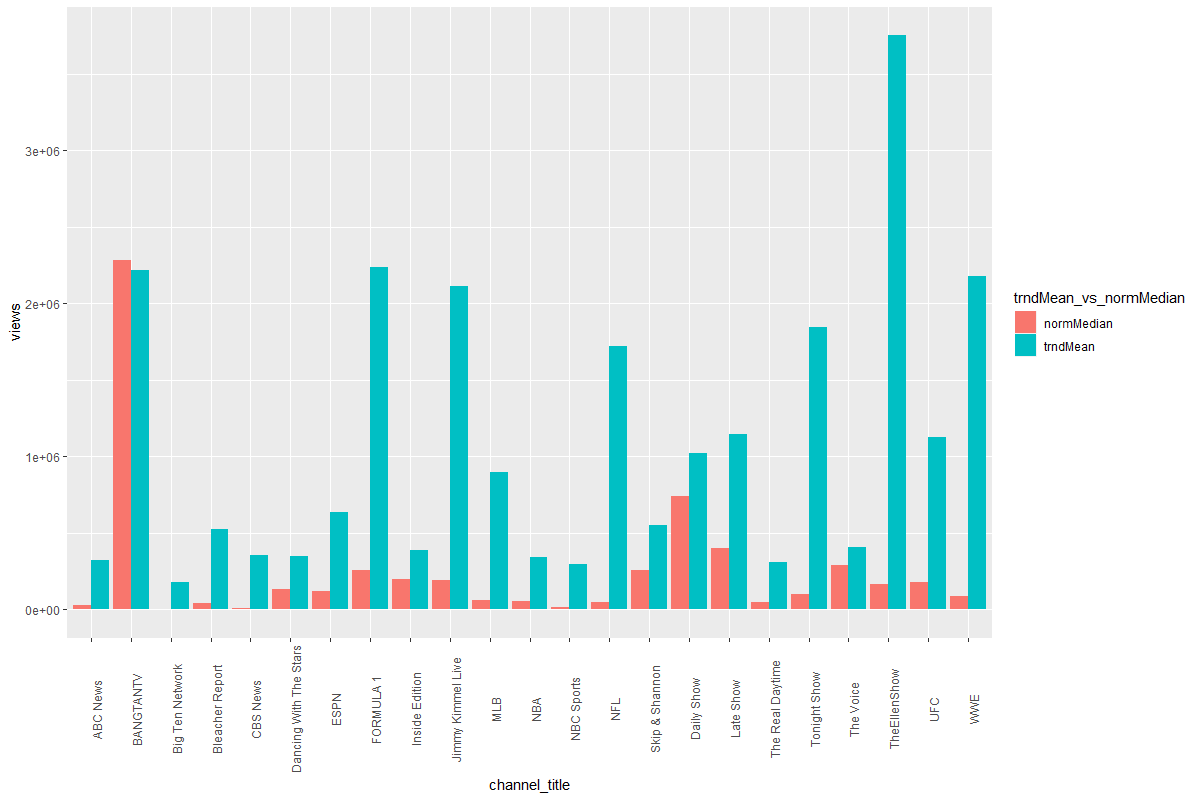 views
3e+06
2e+06
1e+06
0e+00
ABC News
BANGTANTV
Big Ten Network
Bleacher Report
CBS News
Dancing With The Stars
ESPN
FORMULA 1
Inside Edition
Jimmy Kimmel Live
MLB
NBA
NBC Sports
NFL
Skip & Shannon
Daily Show
Late Show
The Real Daytime
Tonight Show
The Voice
TheEllenShow
UFC
WWE
channel_title
trndMean_vs_normMedian
normMedian
trndMean